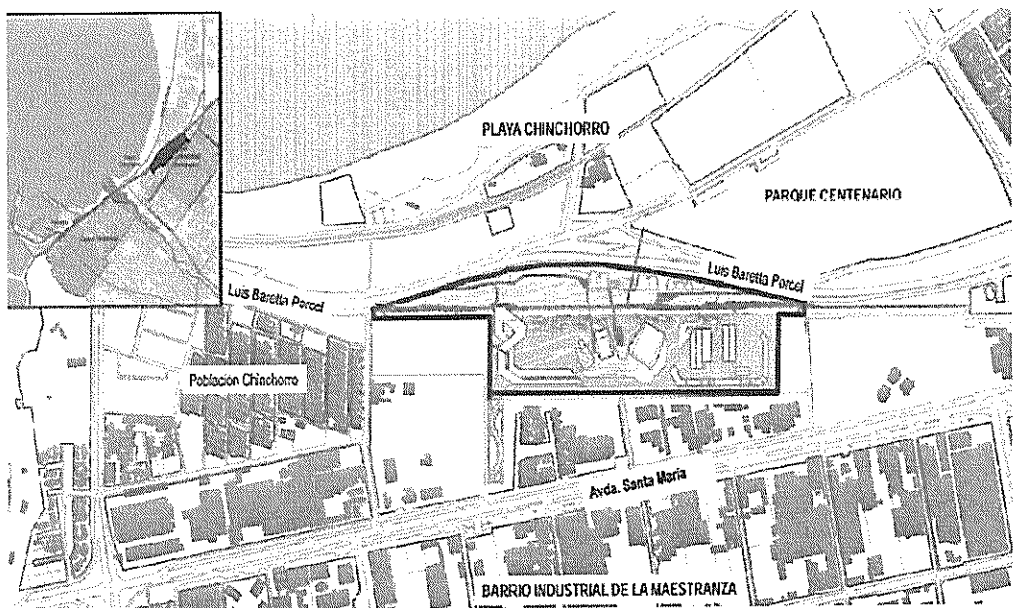 PLAYA CHINCHORRO
PARQUE CENTENARIO
Luis Baretta Porcel
Luis Baretta Porcel
Población Chinchorro
Avda. Santa María
BARRIO INDUSTRIAL DE LA MAESTRANZA